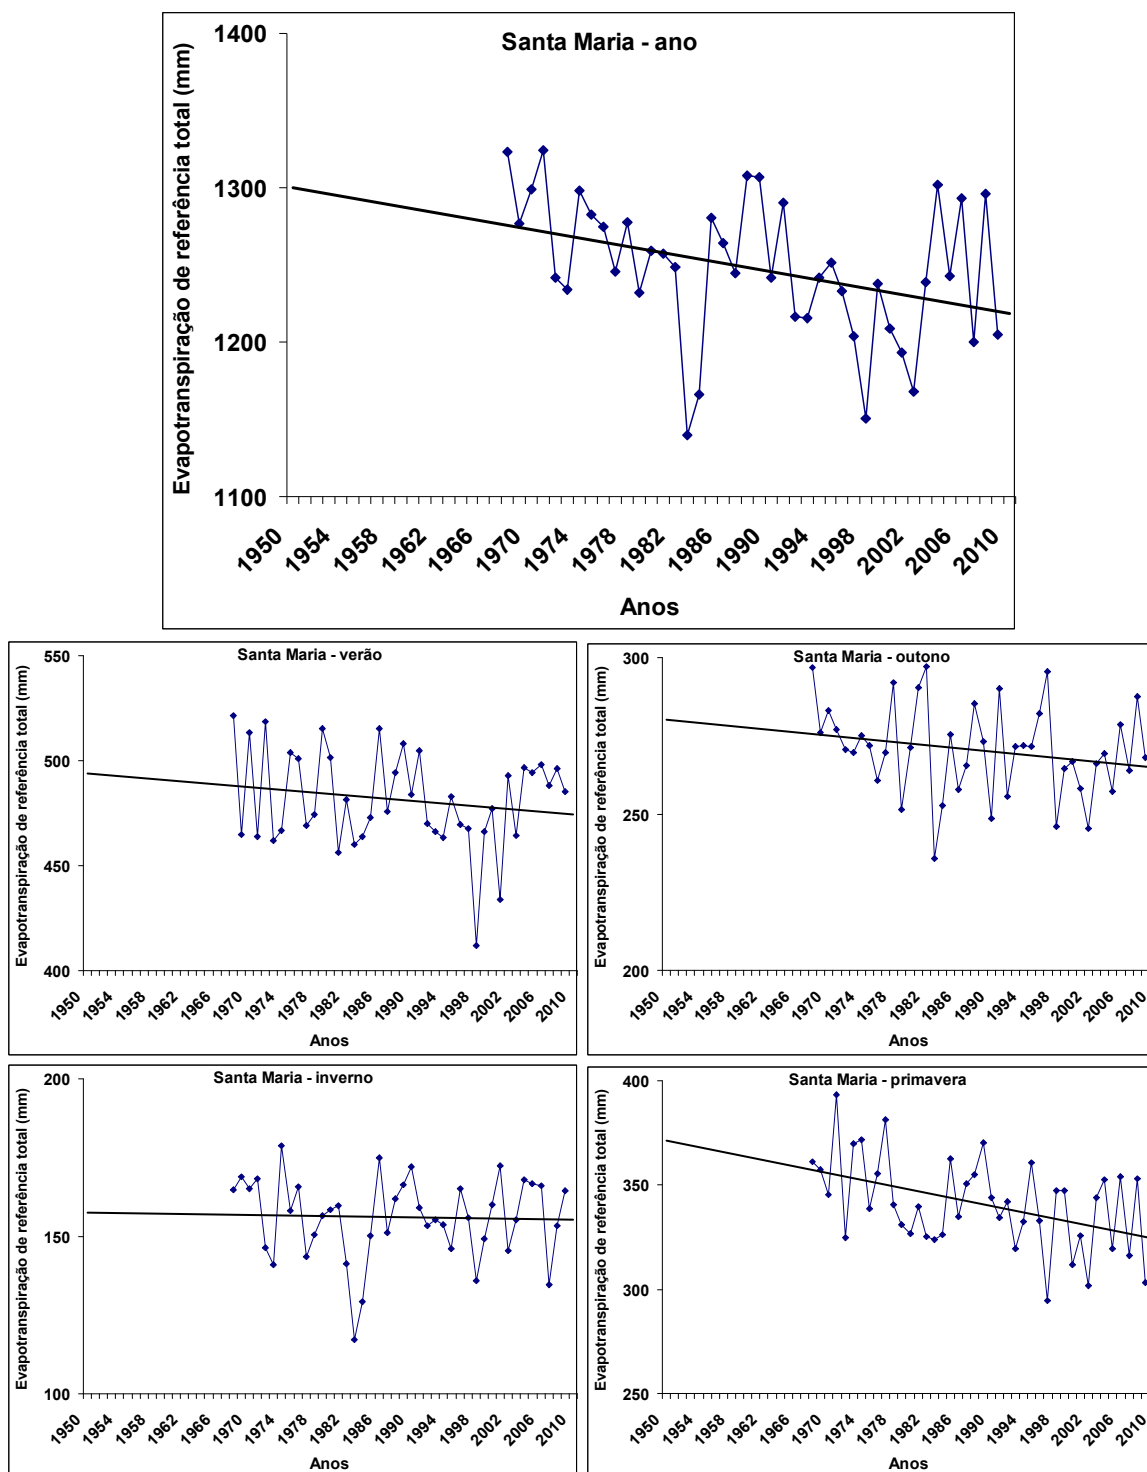 Santa Maria - ano
Evapotranspiração de referência total (mm)
1400
1300
1200
1100
1950 1954 1958 1962 1966 1970 1974 1978 1982 1986 1990 1994 1998 2002 2006 2010
Anos
Santa Maria - verão
Evapotranspiração de referência total (mm)
550
500
450
400
1950 1954 1958 1962 1966 1970 1974 1978 1982 1986 1990 1994 1998 2002 2006 2010
Anos
Santa Maria - outono
Evapotranspiração de referência total (mm)
300
250
200
1950 1954 1958 1962 1966 1970 1974 1978 1982 1986 1990 1994 1998 2002 2006 2010
Anos
Santa Maria - inverno
Evapotranspiração de referência total (mm)
200
150
100
1950 1954 1958 1962 1966 1970 1974 1978 1982 1986 1990 1994 1998 2002 2006 2010
Anos
Santa Maria - primavera
Evapotranspiração de referência total (mm)
400
350
300
250
1950 1954 1958 1962 1966 1970 1974 1978 1982 1986 1990 1994 1998 2002 2006 2010
Anos